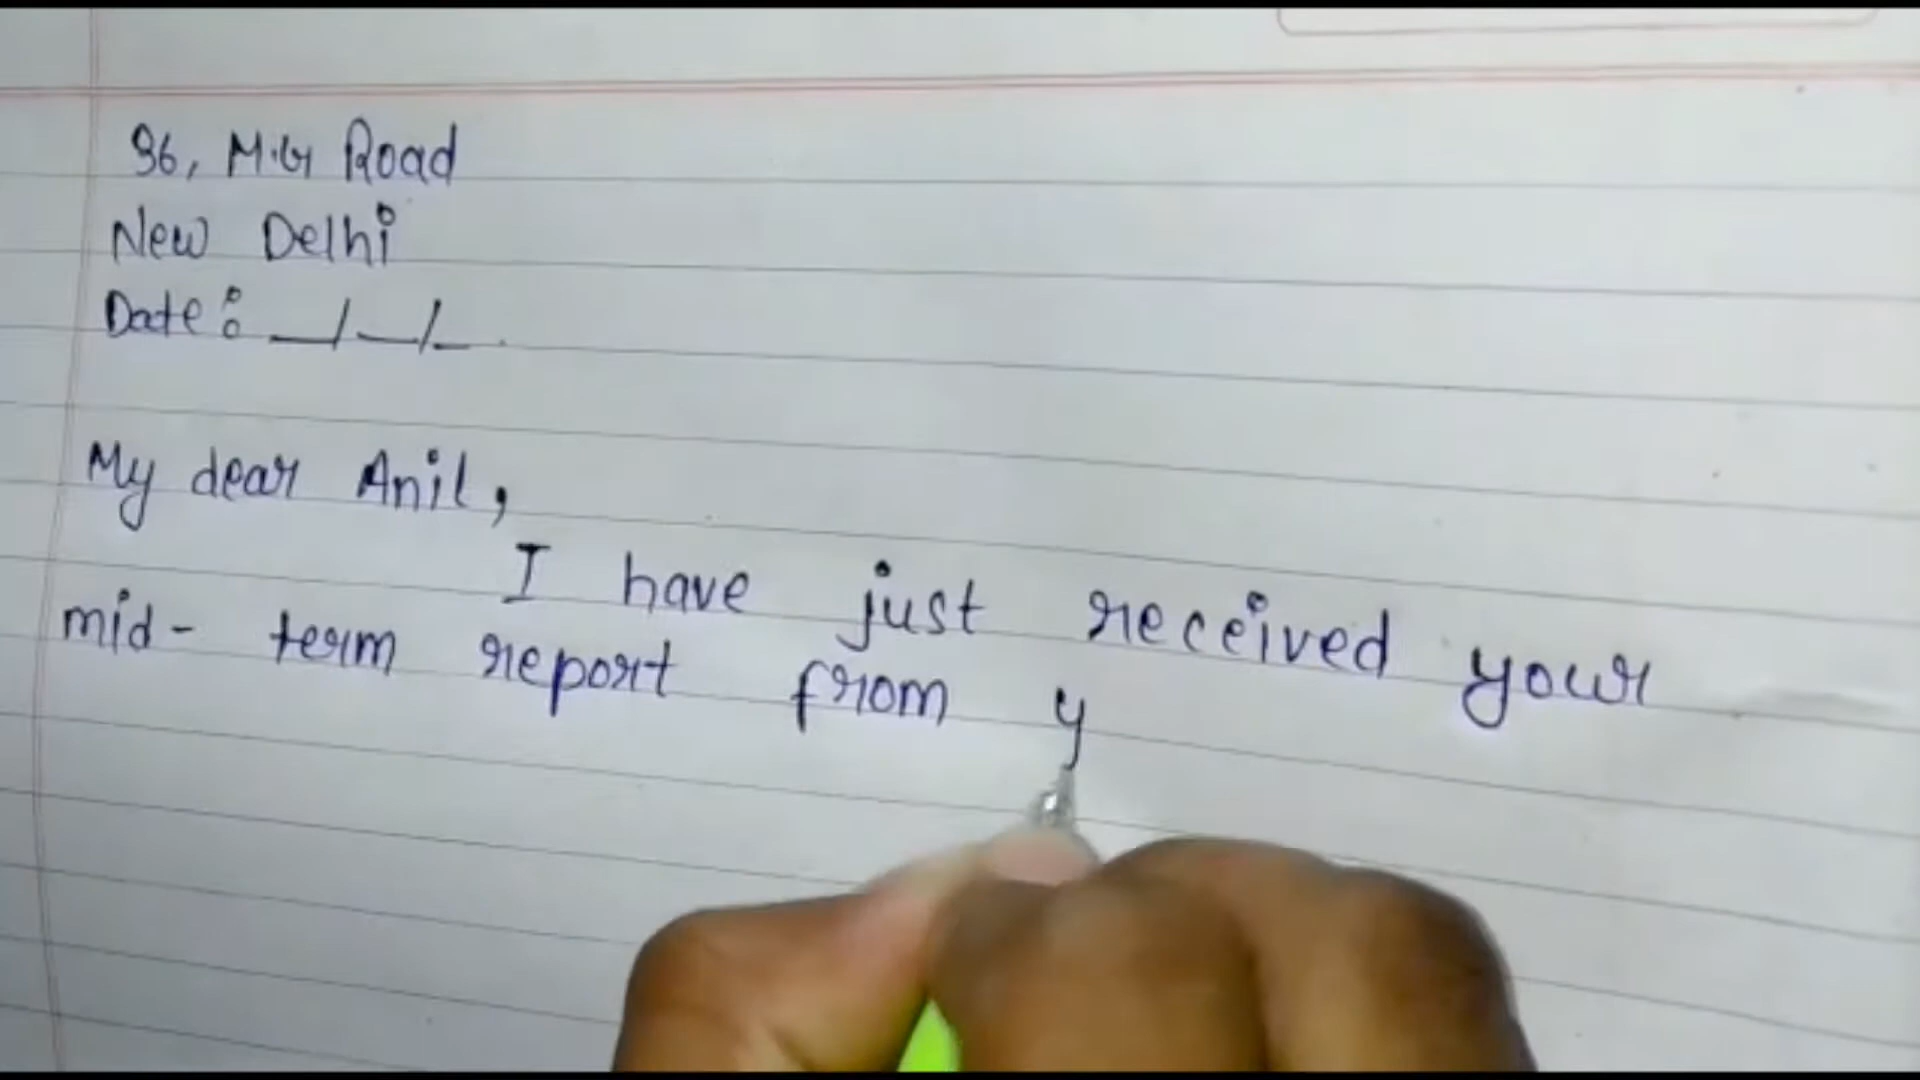 96, M.G Road
New Delhi
Date: __/__/__.
My dear Anil,
I have just received your
mid- term report from y